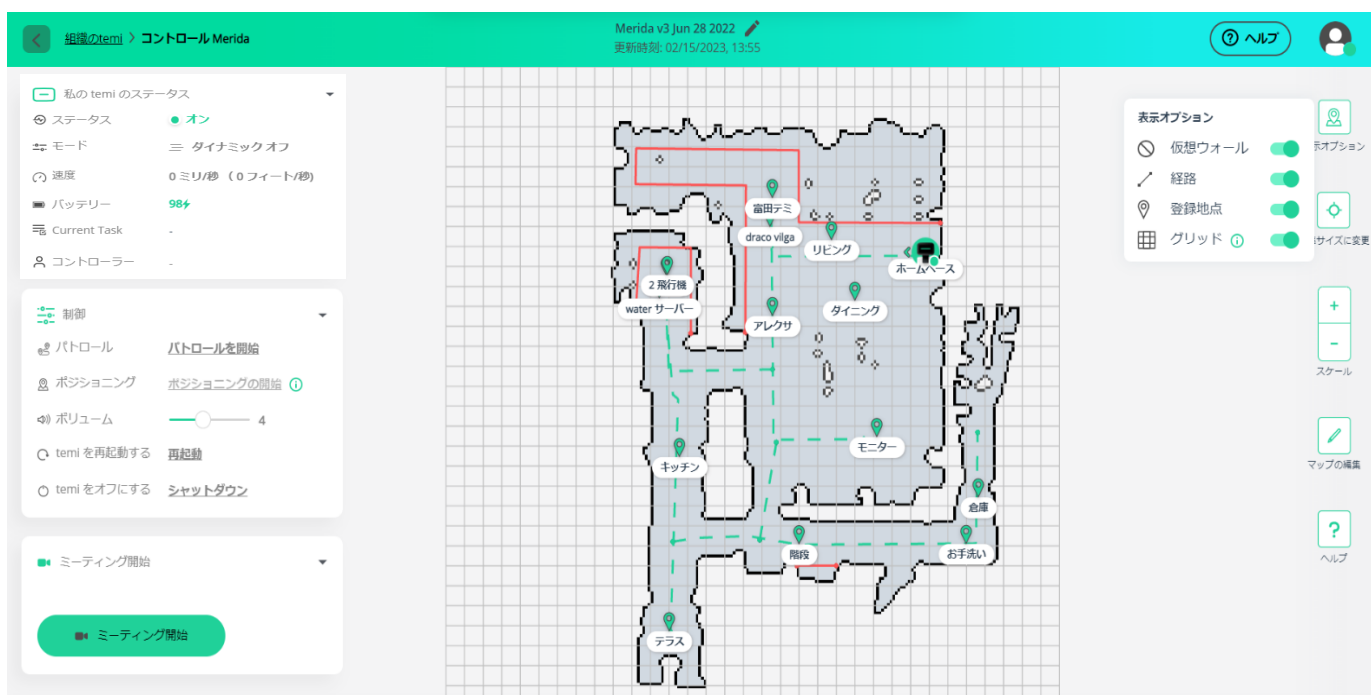 組織のtemi > コントロール Merida
Merida v3 Jun 28 2022
更新時刻: 02/15/2023, 13:55
ヘルプ
私の temi のステータス
ステータス オン
モード ダイナミック オフ
速度 0 ミリ/秒 （0 フィート/秒)
バッテリー 98
Current Task -
コントローラー -
制御
パトロール パトロールを開始
ポジショニング ポジショニングの開始
ボリューム 4
temi を再起動する 再起動
temi をオフにする シャットダウン
ミーティング開始
ミーティング開始
富田テミ
draco vilga
リビング
ホームベース
2 飛行機
water サーバー
アレクサ
ダイニング
モニター
キッチン
倉庫
階段
お手洗い
テラス
表示オプション
仮想ウォール
経路
登録地点
グリッド
示オプション
サイズに変更
+
-
スケール
マップの編集
?
ヘルプ